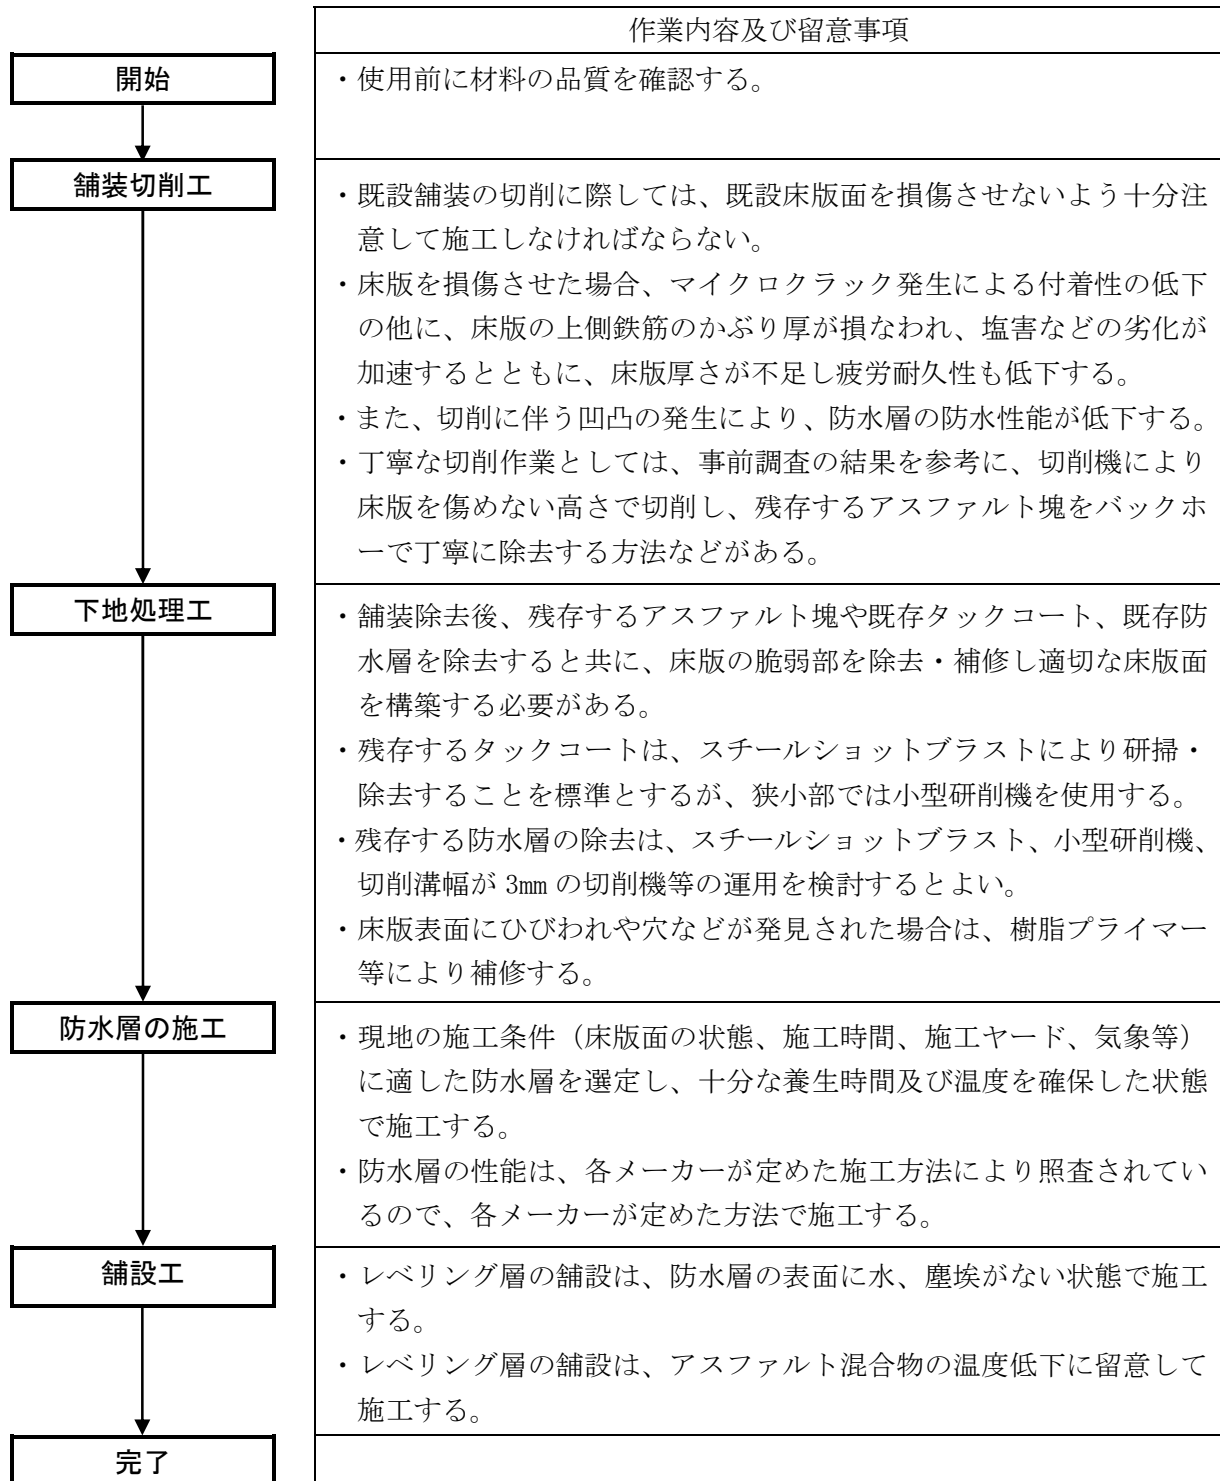 作業内容及び留意事項
開始
・使用前に材料の品質を確認する。
舗装切削工
・既設舗装の切削に際しては、既設床版面を損傷させないよう十分注
意して施工しなければならない。
・床版を損傷させた場合、マイクロクラック発生による付着性の低下
の他に、床版の上側鉄筋のかぶり厚が損なわれ、塩害などの劣化が
加速するとともに、床版厚さが不足し疲労耐久性も低下する。
・また、切削に伴う凹凸の発生により、防水層の防水性能が低下する。
・丁寧な切削作業としては、事前調査の結果を参考に、切削機により
床版を傷めない高さで切削し、残存するアスファルト塊をバックホ
ーで丁寧に除去する方法などがある。
下地処理工
・舗装除去後、残存するアスファルト塊や既存タックコート、既存防
水層を除去すると共に、床版の脆弱部を除去・補修し適切な床版面
を構築する必要がある。
・残存するタックコートは、スチールショットブラストにより研掃・
除去することを標準とするが、狭小部では小型研削機を使用する。
・残存する防水層の除去は、スチールショットブラスト、小型研削機、
切削溝幅が 3㎜ の切削機等の運用を検討するとよい。
・床版表面にひびわれや穴などが発見された場合は、樹脂プライマー
等により補修する。
防水層の施工
・現地の施工条件（床版面の状態、施工時間、施工ヤード、気象等）
に適した防水層を選定し、十分な養生時間及び温度を確保した状態
で施工する。
・防水層の性能は、各メーカーが定めた施工方法により照査されてい
るので、各メーカーが定めた方法で施工する。
舗設工
・レベリング層の舗設は、防水層の表面に水、塵埃がない状態で施工
する。
・レベリング層の舗設は、アスファルト混合物の温度低下に留意して
施工する。
完了